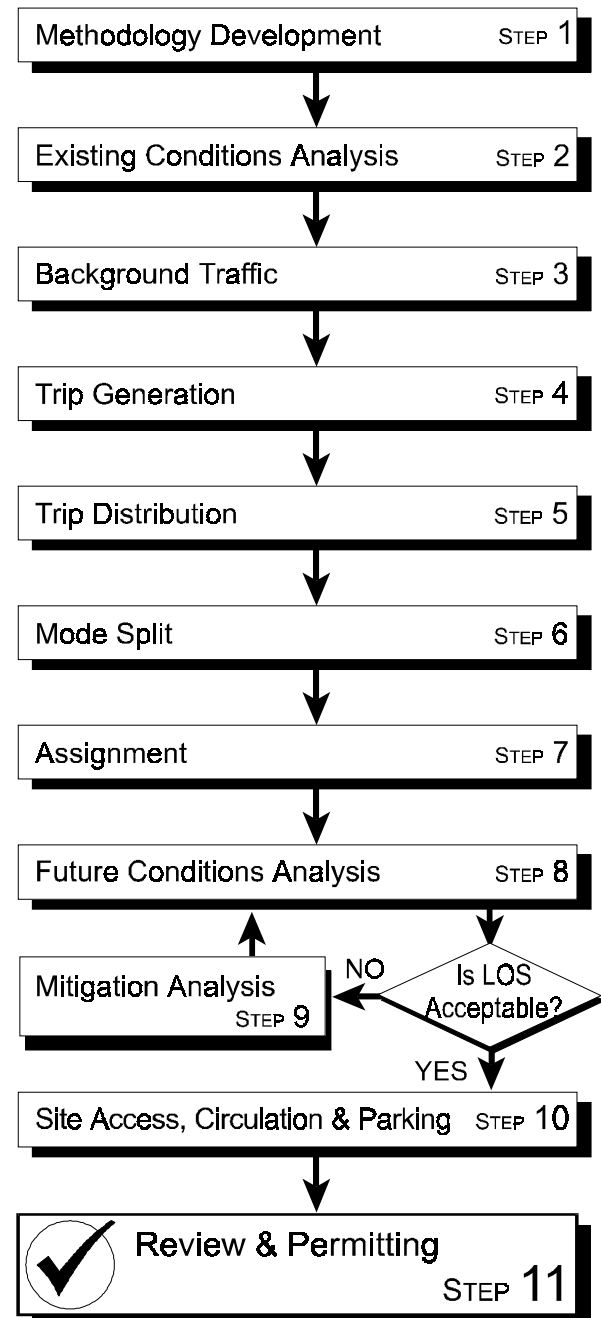 Methodology Development STEP 1
Existing Conditions Analysis STEP 2
Background Traffic STEP 3
Trip Generation STEP 4
Trip Distribution STEP 5
Mode Split STEP 6
Assignment STEP 7
Future Conditions Analysis STEP 8
Mitigation Analysis
STEP 9
NO
Is LOS
Acceptable?
YES
Site Access, Circulation & Parking STEP 10
Review & Permitting
STEP 11